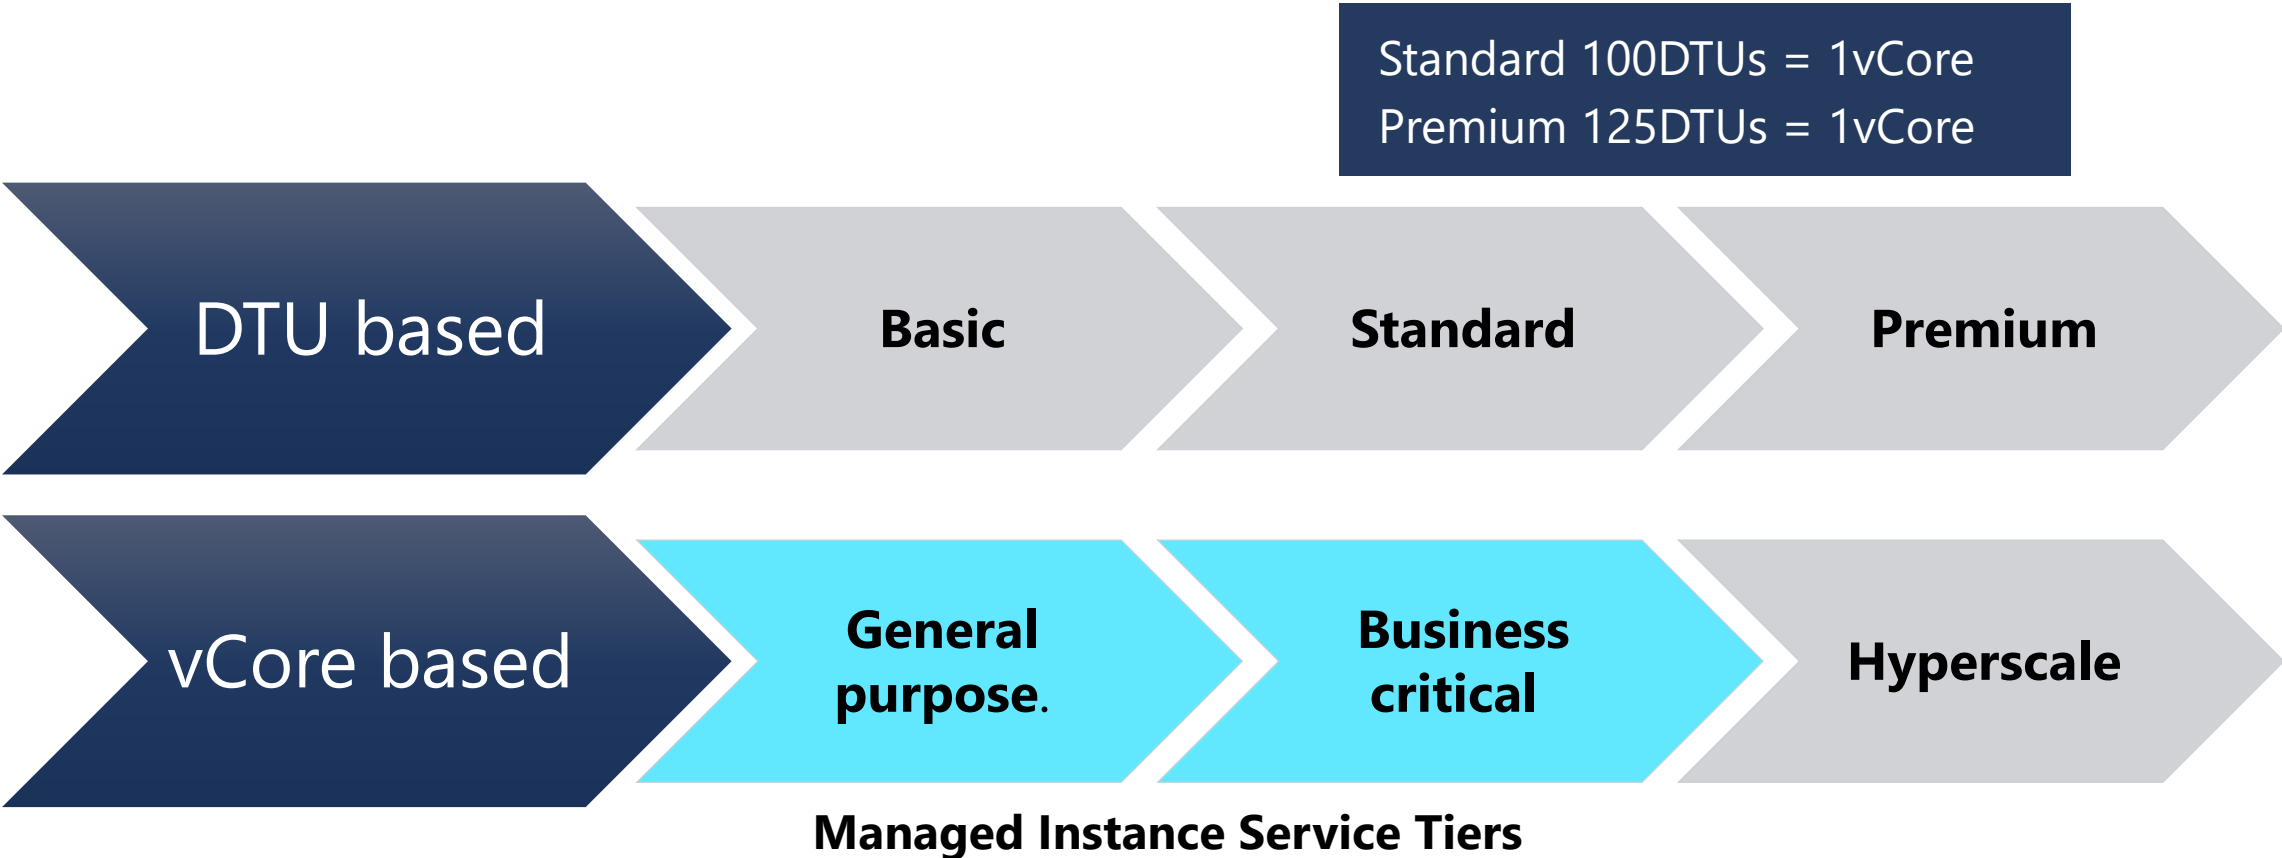 Standard 100DTUs = 1vCore
Premium 125DTUs = 1vCore
DTU based
Basic
Standard
Premium
vCore based
General
purpose.
Business
critical
Hyperscale
Managed Instance Service Tiers